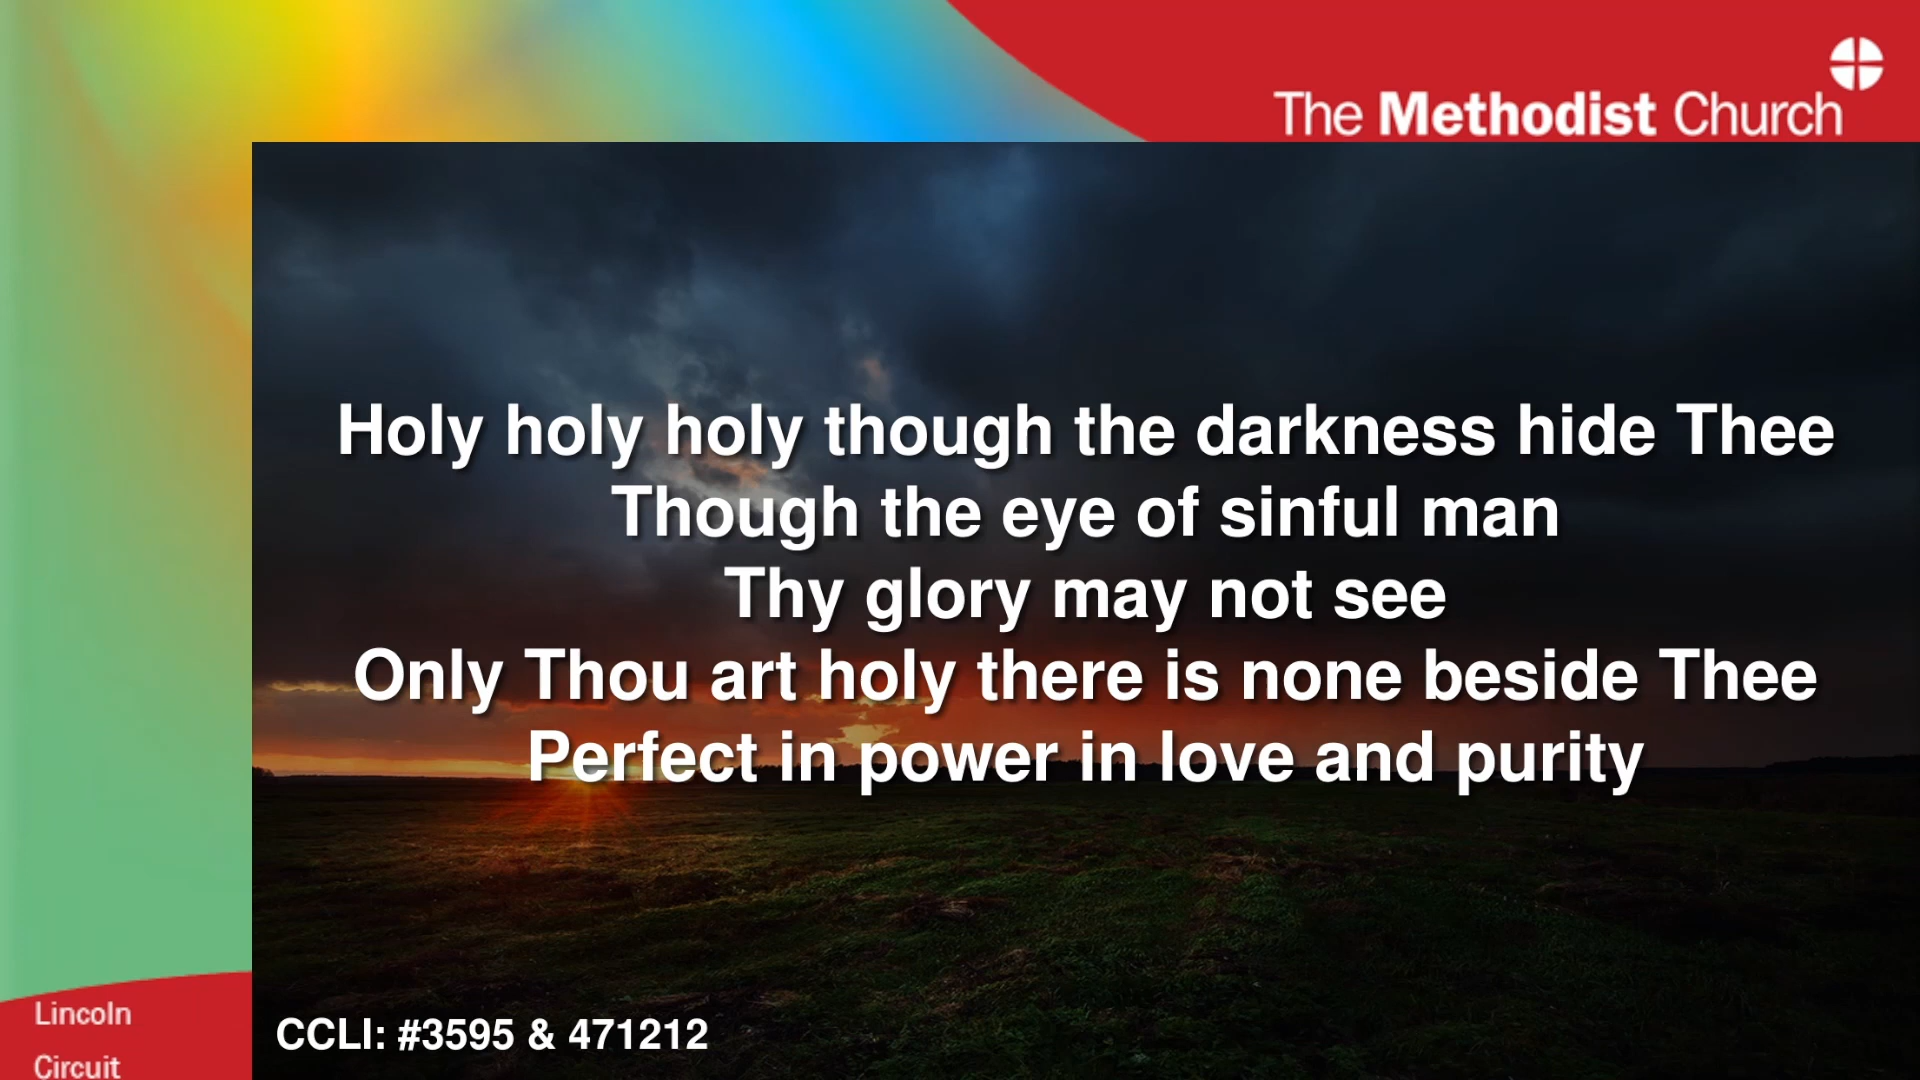 The Methodist Church
Holy holy holy though the darkness hide Thee
Though the eye of sinful man
Thy glory may not see
Only Thou art holy there is none beside Thee
Perfect in power in love and purity
Lincoln
Circuit
CCLI: #3595 & 471212